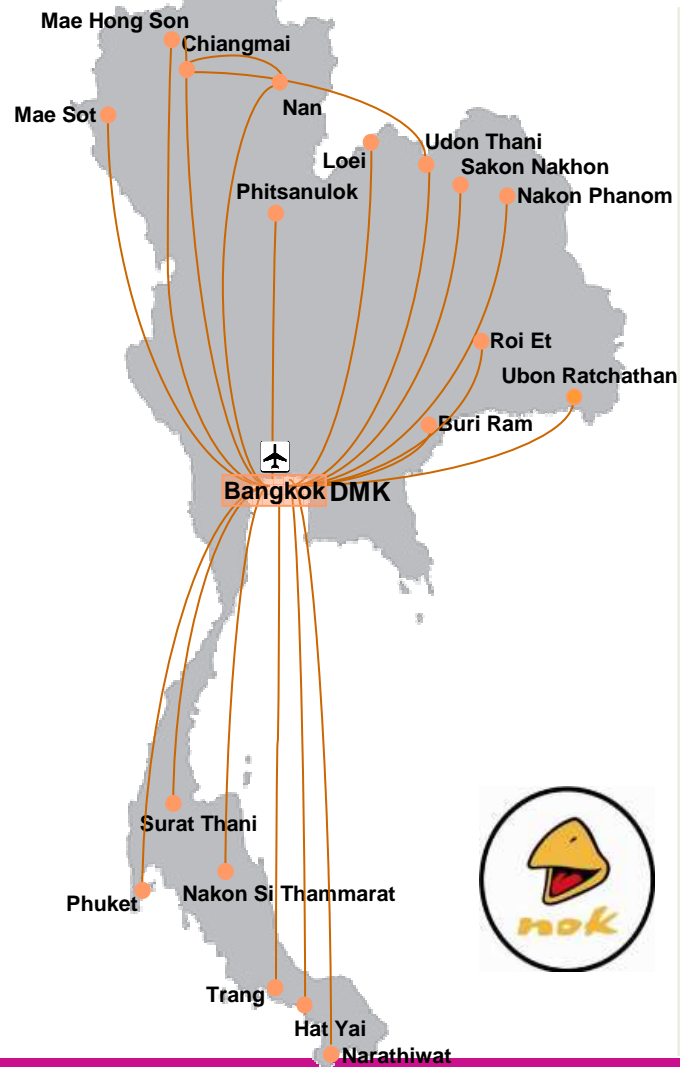 Mae Hong Son
Chiangmai
Nan
Mae Sot
Udon Thani
Loei
Sakon Nakhon
Phitsanulok
Nakon Phanom
Roi Et
Ubon Ratchathan
Buri Ram
Bangkok DMK
Surat Thani
Nakon Si Thammarat
Phuket
nok
Trang
Hat Yai
Narathiwat